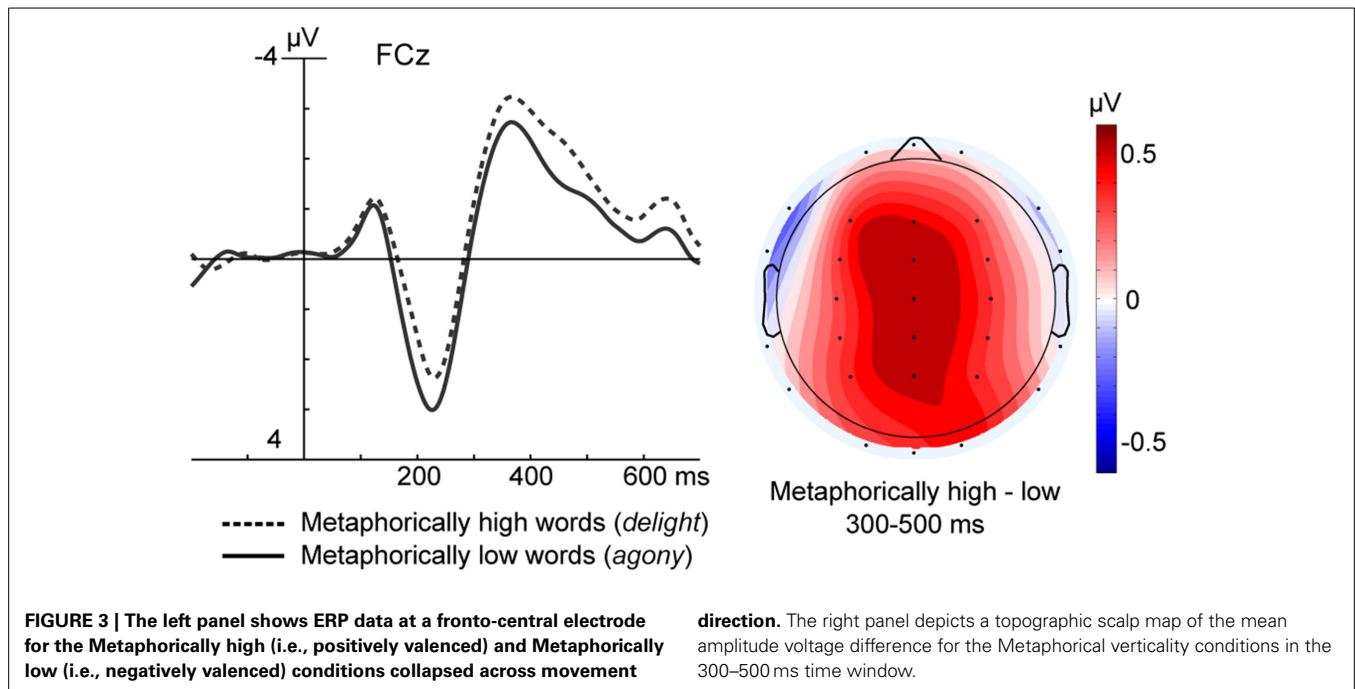 -4
µV
FCz
4
200
400
600 ms
Metaphorically high words (delight)
Metaphorically low words (agony)
µV
0.5
0
-0.5
Metaphorically high - low
300-500 ms
FIGURE 3 | The left panel shows ERP data at a fronto-central electrode
for the Metaphorically high (i.e., positively valenced) and Metaphorically
low (i.e., negatively valenced) conditions collapsed across movement
direction. The right panel depicts a topographic scalp map of the mean
amplitude voltage difference for the Metaphorical verticality conditions in the
300–500 ms time window.